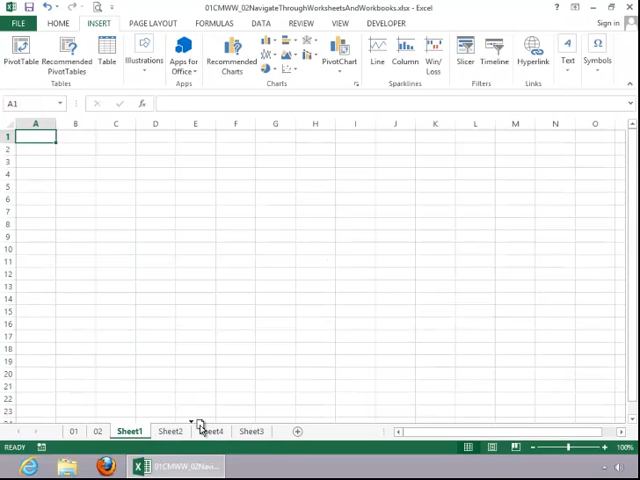 01CMWW_02NavigateThroughWorksheetsAndWorkbooks.xlsx - Excel
FILE HOME INSERT PAGE LAYOUT FORMULAS DATA REVIEW VIEW DEVELOPER Sign in
PivotTable Recommended PivotTables Table Illustrations Apps for Office Recommended Charts PivotChart Line Column Win/Loss Slicer Timeline Hyperlink Text Symbols
Tables Apps Charts Sparklines Filters Links
A1 fx
A B C D E F G H I J K L M N O
1
2
3
4
5
6
7
8
9
10
11
12
13
14
15
16
17
18
19
20
21
22
23
01 02 Sheet1 Sheet2 Sheet3
READY 100%
01CMWW_02Navi...